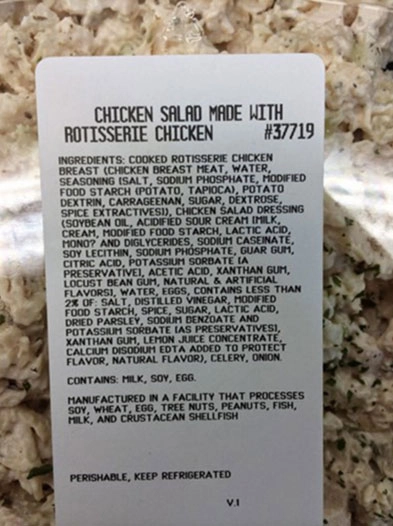 CHICKEN SALAD MADE WITH
ROTISSERIE CHICKEN #37719
INGREDIENTS: COOKED ROTISSERIE CHICKEN
BREAST (CHICKEN BREAST MEAT, WATER,
SEASONING (SALT, SODIUM PHOSPHATE, MODIFIED
FOOD STARCH (POTATO, TAPIOCA), POTATO
DEXTRIN, CARRAGEENAN, SUGAR, DEXTROSE,
SPICE EXTRACTIVES)), CHICKEN SALAD DRESSING
(SOYBEAN OIL, ACIDIFIED SOUR CREAM (MILK,
CREAM, MODIFIED FOOD STARCH, LACTIC ACID,
MONO? AND DIGLYCERIDES, SODIUM CASEINATE,
SOY LECITHIN, SODIUM PHOSPHATE, GUAR GUM,
CITRIC ACID, POTASSIUM SORBATE (A
PRESERVATIVE), ACETIC ACID, XANTHAN GUM,
LOCUST BEAN GUM, NATURAL & ARTIFICIAL
FLAVORS), WATER, EGGS, CONTAINS LESS THAN
2% OF: SALT, DISTILLED VINEGAR, MODIFIED
FOOD STARCH, SPICE, SUGAR, LACTIC ACID,
DRIED PARSLEY, SODIUM BENZOATE AND
POTASSIUM SORBATE (AS PRESERVATIVES),
XANTHAN GUM, LEMON JUICE CONCENTRATE,
CALCIUM DISODIUM EDTA ADDED TO PROTECT
FLAVOR, NATURAL FLAVOR), CELERY, ONION.
CONTAINS: MILK, SOY, EGG.
MANUFACTURED IN A FACILITY THAT PROCESSES
SOY, WHEAT, EGG, TREE NUTS, PEANUTS, FISH,
MILK, AND CRUSTACEAN SHELLFISH
PERISHABLE, KEEP REFRIGERATED
V.1